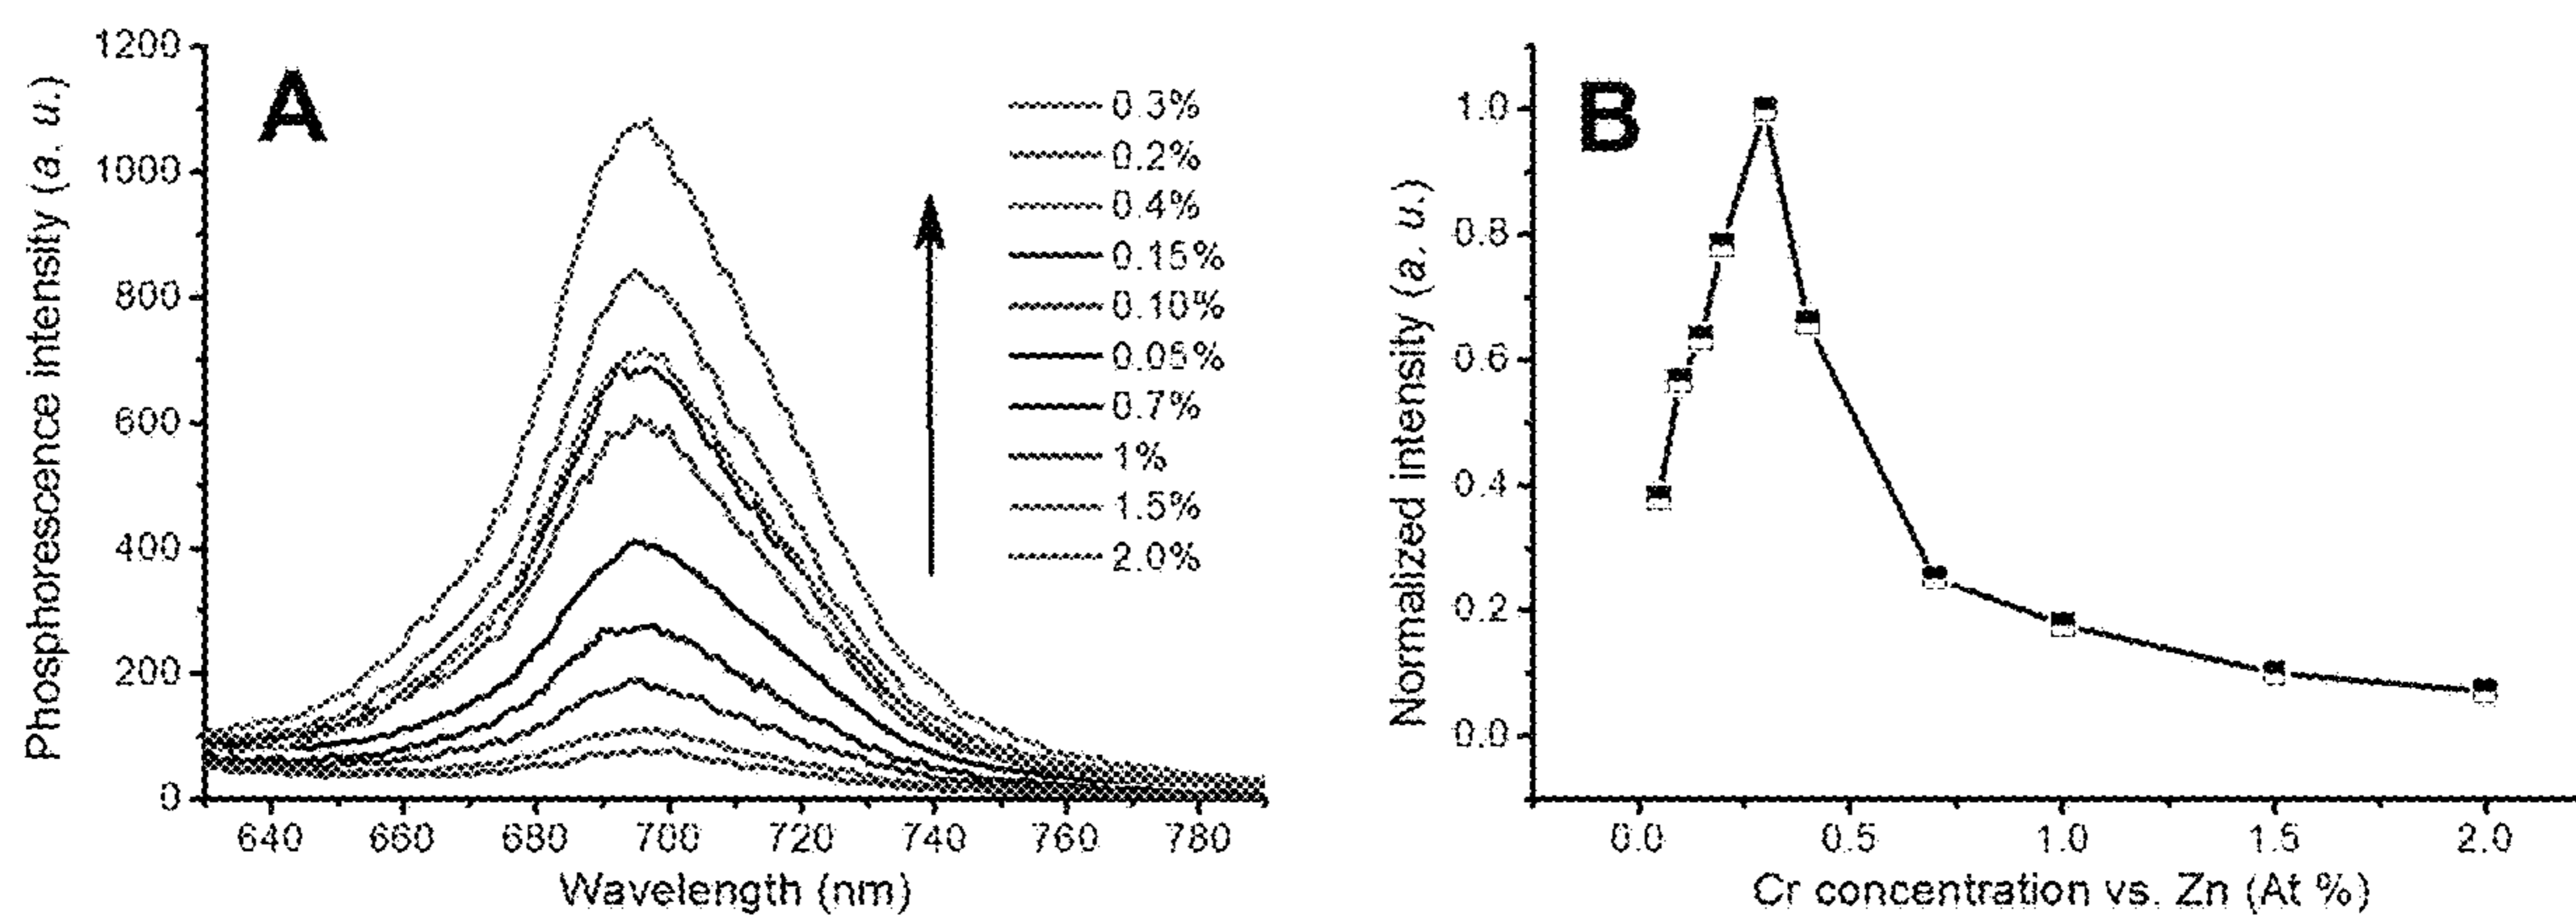 A
Phosphorescence intensity (a. u.)
1200
1000
800
600
400
200
0
640 660 680 700 720 740 760 780
Wavelength (nm)
0.3%
0.2%
0.4%
0.15%
0.10%
0.05%
0.7%
1%
1.5%
2.0%
B
Normalized intensity (a. u.)
1.0
0.8
0.6
0.4
0.2
0.0
0.0 0.5 1.0 1.5 2.0
Cr concentration vs. Zn (At %)